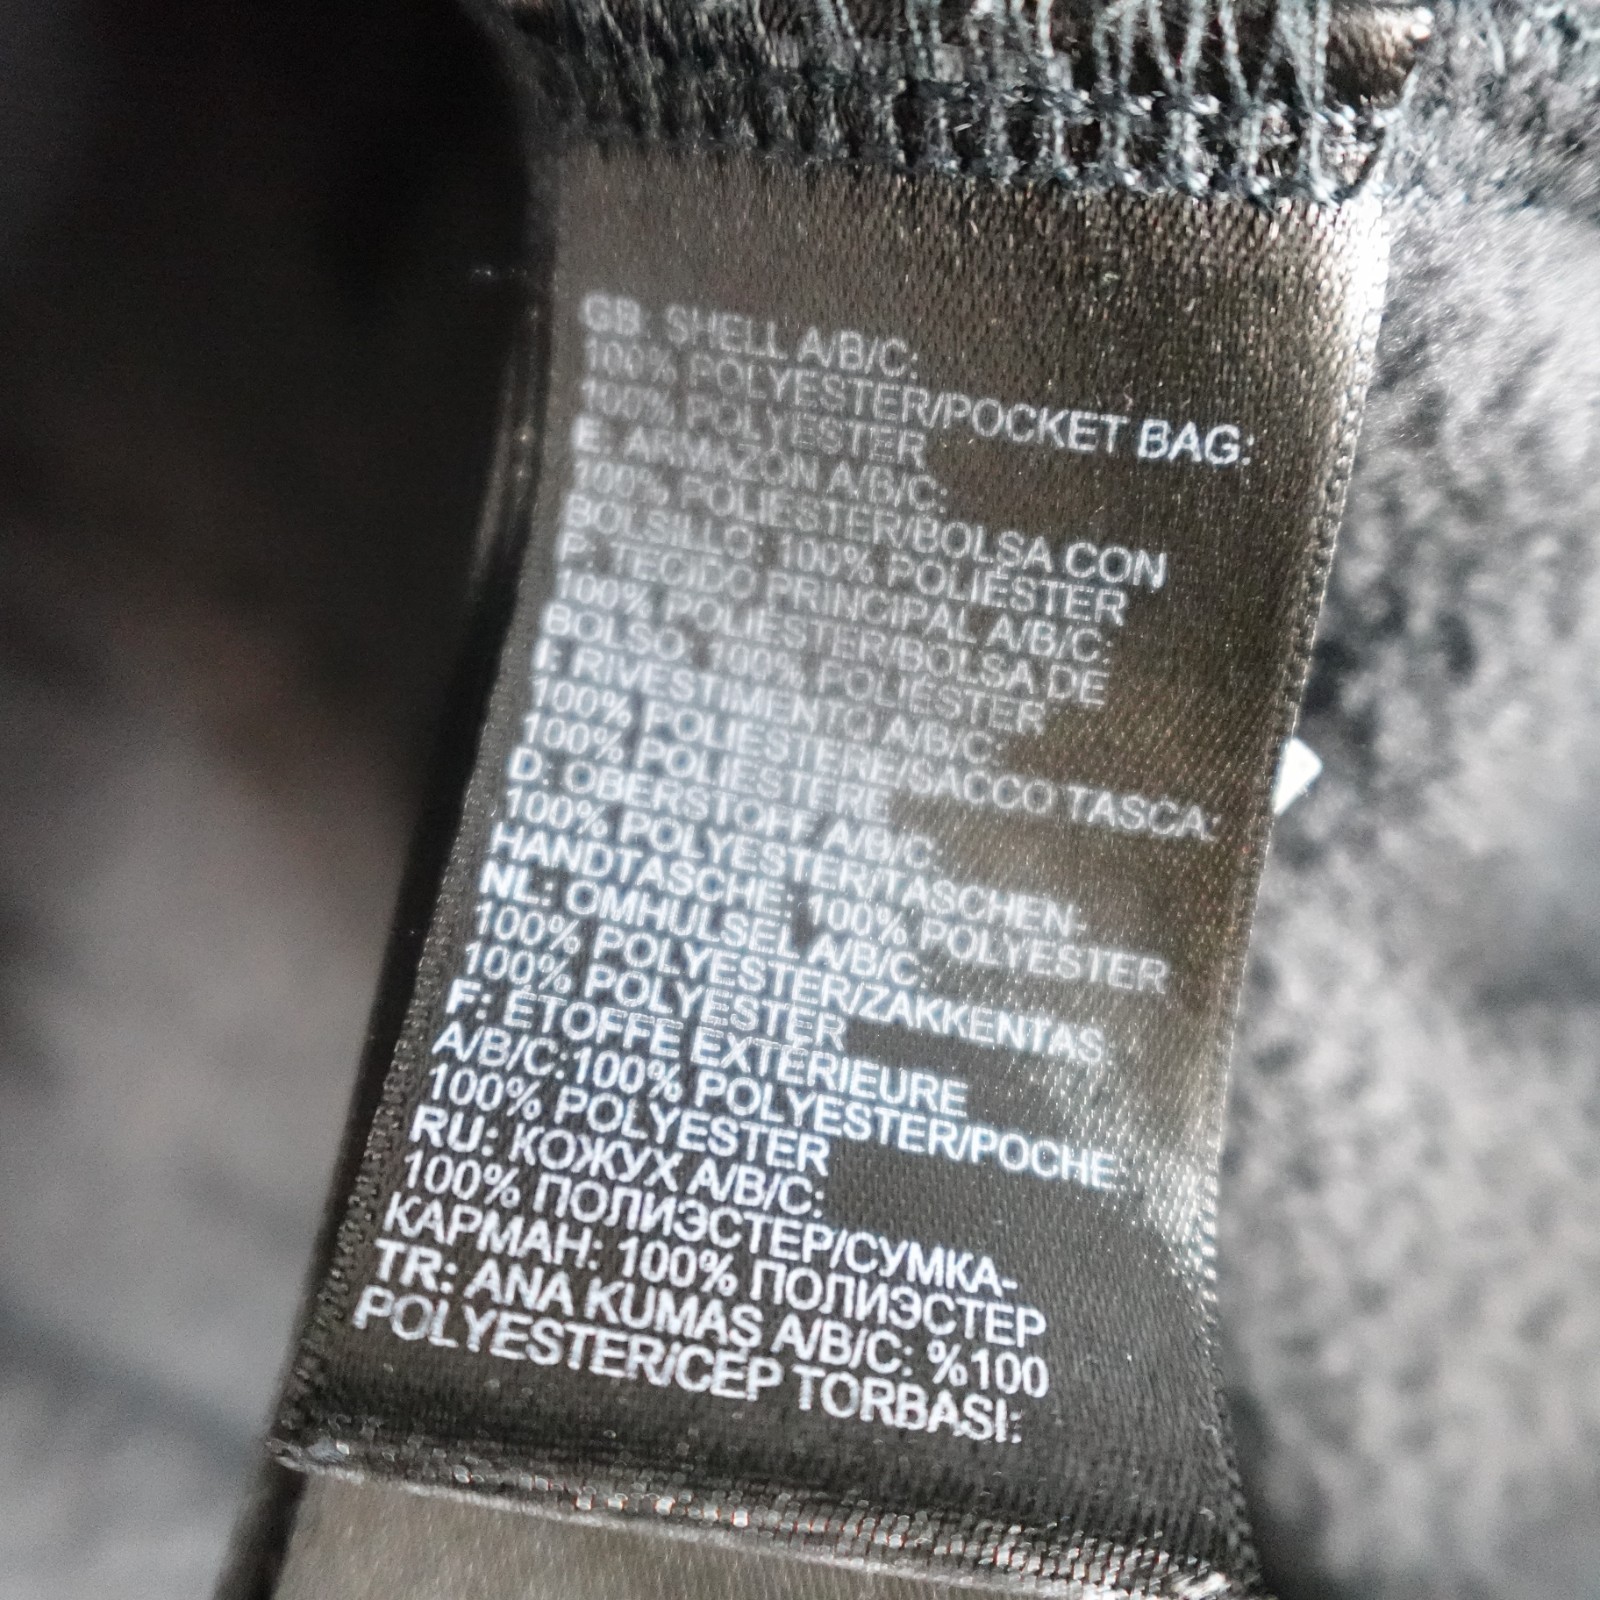 GB: SHELL A/B/C:
100% POLYESTER/POCKET BAG:
100% POLYESTER
E: ARMAZON A/B/C:
100% POLIÉSTER/BOLSA CON
BOLSILLO: 100% POLIÉSTER
P: TECIDO PRINCIPAL A/B/C:
100% POLIÉSTER/BOLSA DE
BOLSO: 100% POLIÉSTER
I: RIVESTIMENTO A/B/C:
100% POLIESTERE/SACCO TASCA:
100% POLIESTERE
D: OBERSTOFF A/B/C:
100% POLYESTER/TASCHEN-
HANDTASCHE: 100% POLYESTER
NL: OMHULSEL A/B/C:
100% POLYESTER/ZAKKENTAS:
100% POLYESTER
F: ÉTOFFE EXTÉRIEURE
A/B/C:100% POLYESTER/POCHE:
100% POLYESTER
RU: КОЖУХ A/B/C:
100% ПОЛИЭСТЕР/СУМКА-
КАРМАН: 100% ПОЛИЭСТЕР
TR: ANA KUMAŞ A/B/C: %100
POLYESTER/CEP TORBASI: